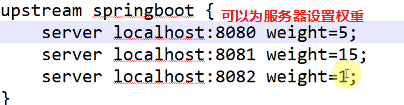 upstream springboot { 可以为服务器设置权重
    server localhost:8080 weight=5;
    server localhost:8081 weight=15;
    server localhost:8082 weight=1;
}